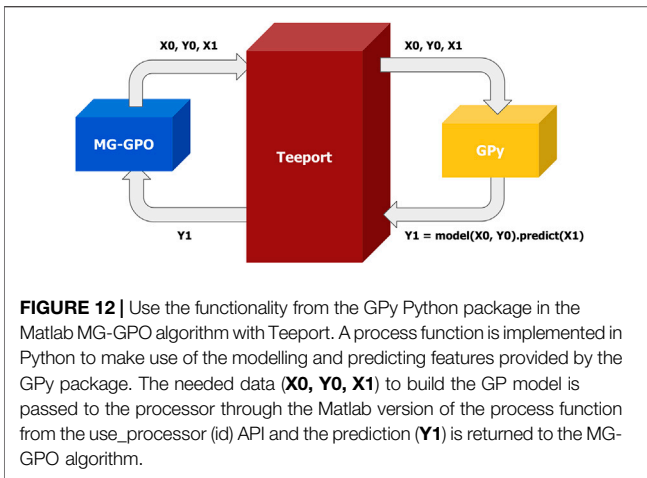 X0, Y0, X1
X0, Y0, X1
MG-GPO
Teeport
GPy
Y1
Y1 = model(X0, Y0).predict(X1)
FIGURE 12 | Use the functionality from the GPy Python package in the
Matlab MG-GPO algorithm with Teeport. A process function is implemented in
Python to make use of the modelling and predicting features provided by the
GPy package. The needed data (X0, Y0, X1) to build the GP model is
passed to the processor through the Matlab version of the process function
from the use_processor (id) API and the prediction (Y1) is returned to the MG-
GPO algorithm.